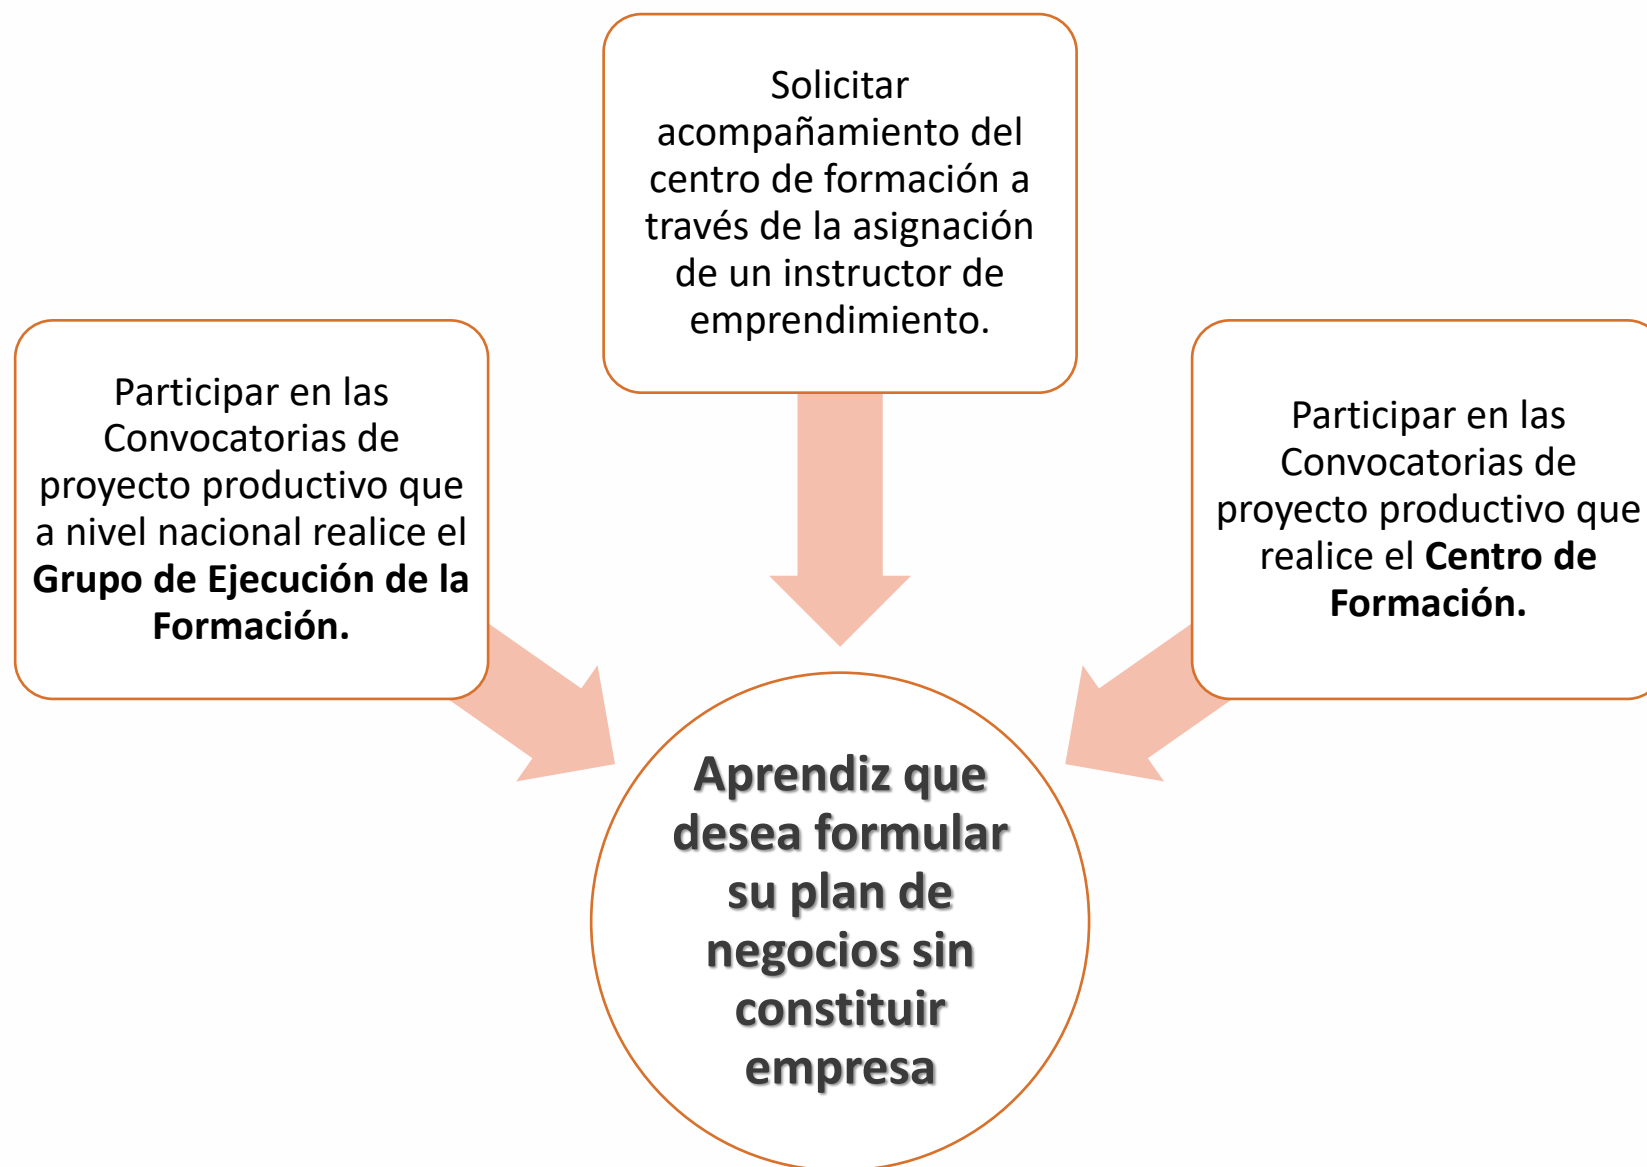 Solicitar
acompañamiento del
centro de formación a
través de la asignación
de un instructor de
emprendimiento.
Participar en las
Convocatorias de
proyecto productivo que
a nivel nacional realice el
Grupo de Ejecución de la
Formación.
Participar en las
Convocatorias de
proyecto productivo que
realice el Centro de
Formación.
Aprendiz que
desea formular
su plan de
negocios sin
constituir
empresa